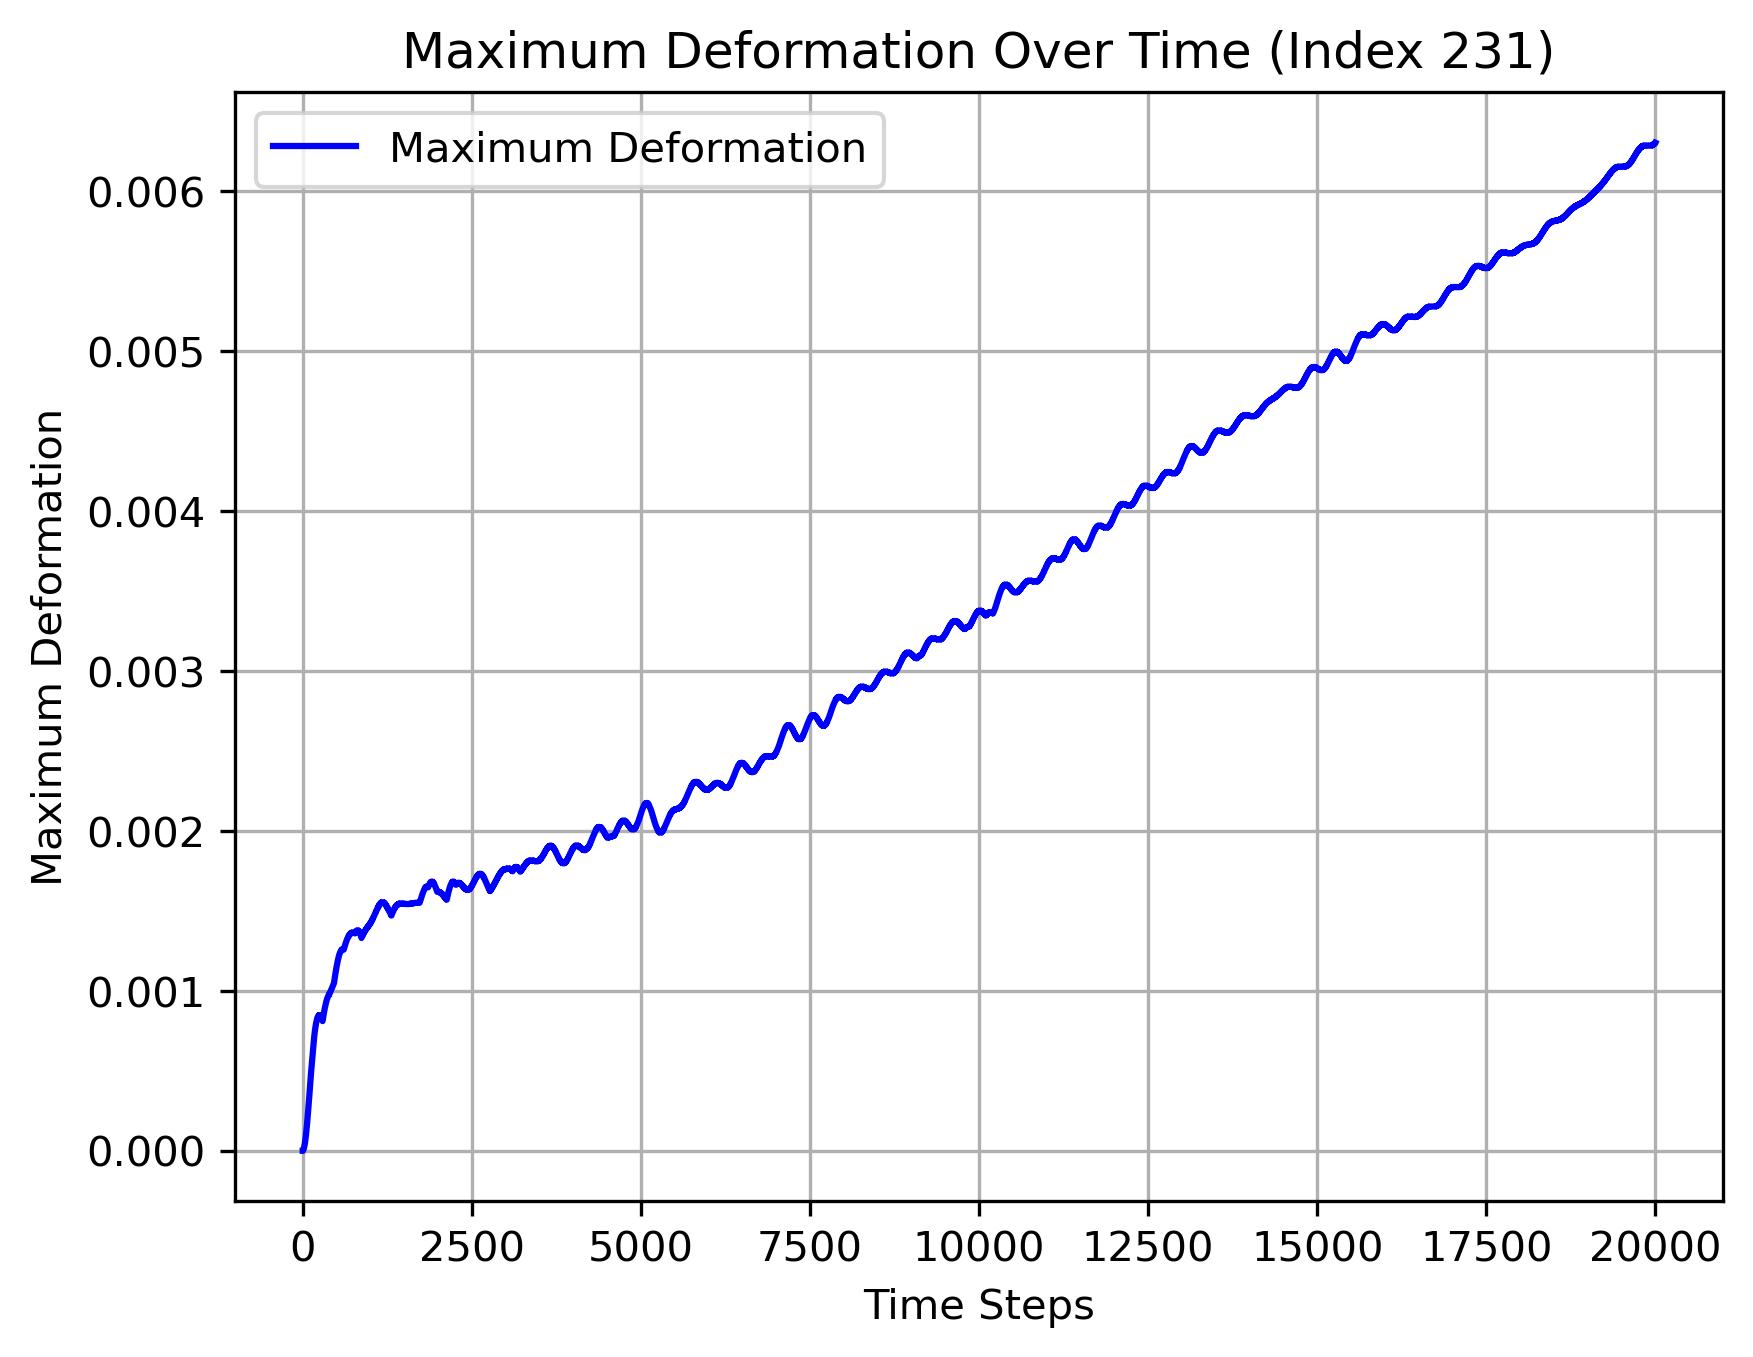 Maximum Deformation Over Time (Index 231)
Maximum Deformation
0.006
0.005
0.004
0.003
0.002
0.001
0.000
Maximum Deformation
0 2500 5000 7500 10000 12500 15000 17500 20000
Time Steps